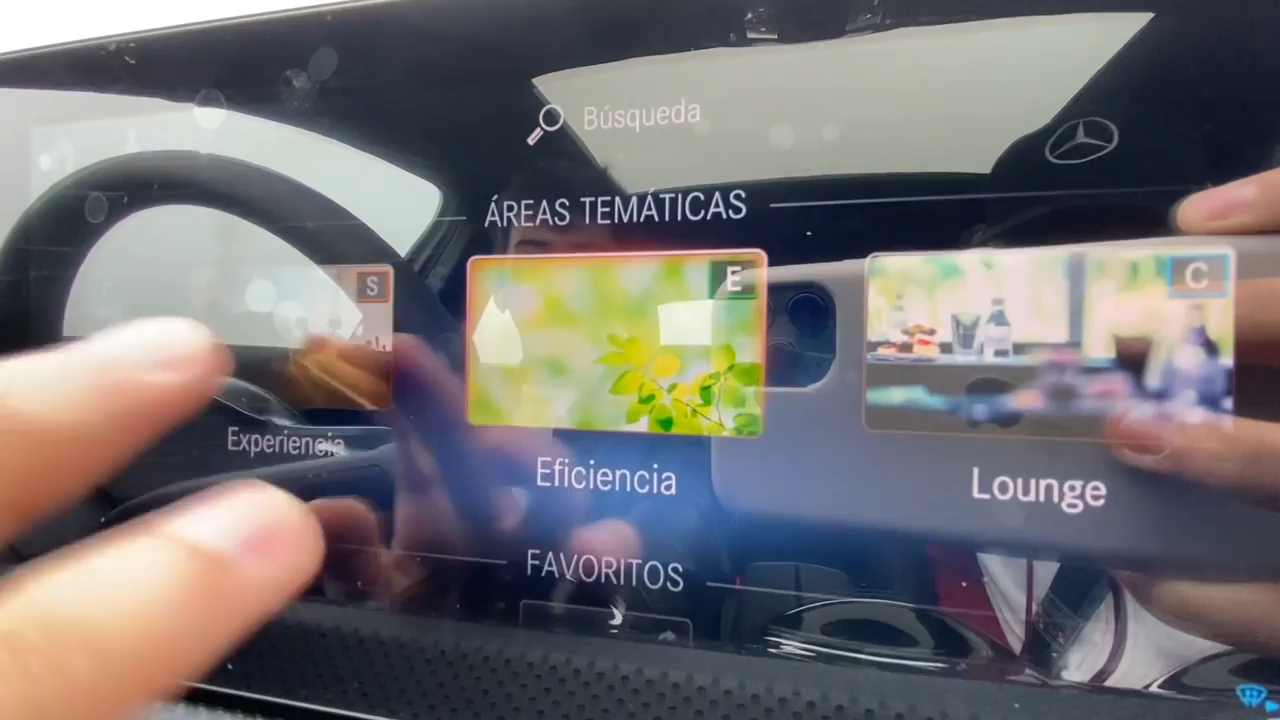 Búsqueda
ÁREAS TEMÁTICAS
S
E
C
Experiencia
Eficiencia
Lounge
FAVORITOS